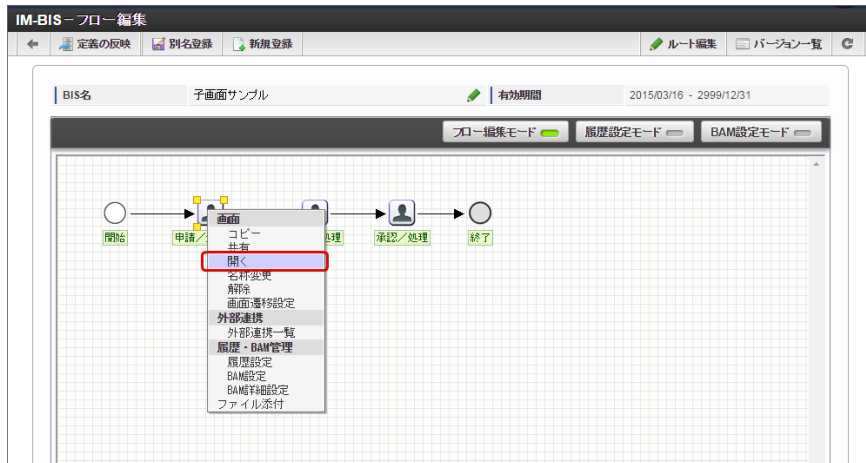 IM-BIS－フロー編集
定義の反映 別名登録 新規登録 ルート編集 バージョン一覧
BIS名 子画面サンプル 有効期間 2015/03/16 - 2999/12/31
フロー編集モード 履歴設定モード BAM設定モード
開始 申請／ 処理 承認／処理 終了
画面
コピー
共有
開く
名称変更
解除
画面遷移設定
外部連携
外部連携一覧
履歴・BAM管理
履歴設定
BAM設定
BAM詳細設定
ファイル添付